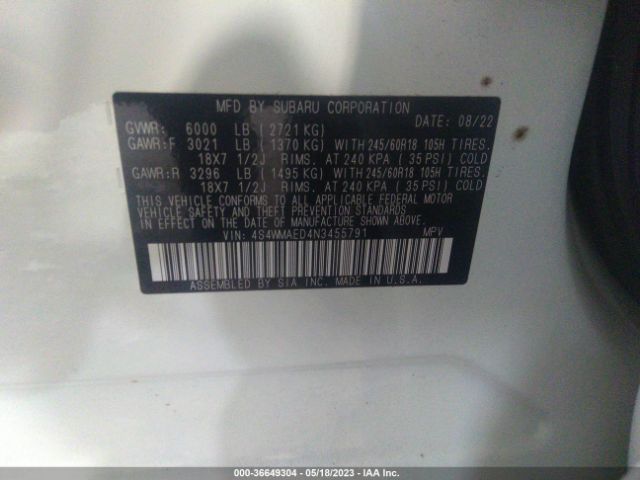 MFD BY SUBARU CORPORATION
DATE: 08/22
GVWR: 6000 LB (2721 KG)
GAWR:F 3021 LB (1370 KG) WITH 245/60R18 105H TIRES.
18X7 1/2J RIMS. AT 240 KPA ( 35 PSI) COLD
GAWR:R 3296 LB (1495 KG) WITH 245/60R18 105H TIRES.
18X7 1/2J RIMS. AT 240 KPA ( 35 PSI) COLD
THIS VEHICLE CONFORMS TO ALL APPLICABLE FEDERAL MOTOR
VEHICLE SAFETY AND THEFT PREVENTION STANDARDS
IN EFFECT ON THE DATE OF MANUFACTURE SHOWN ABOVE.
VIN: 4S4WMAED4N3455791 MPV
ASSEMBLED BY SIA INC. MADE IN U.S.A.
000-36649304 - 05/18/2023 - IAA Inc.